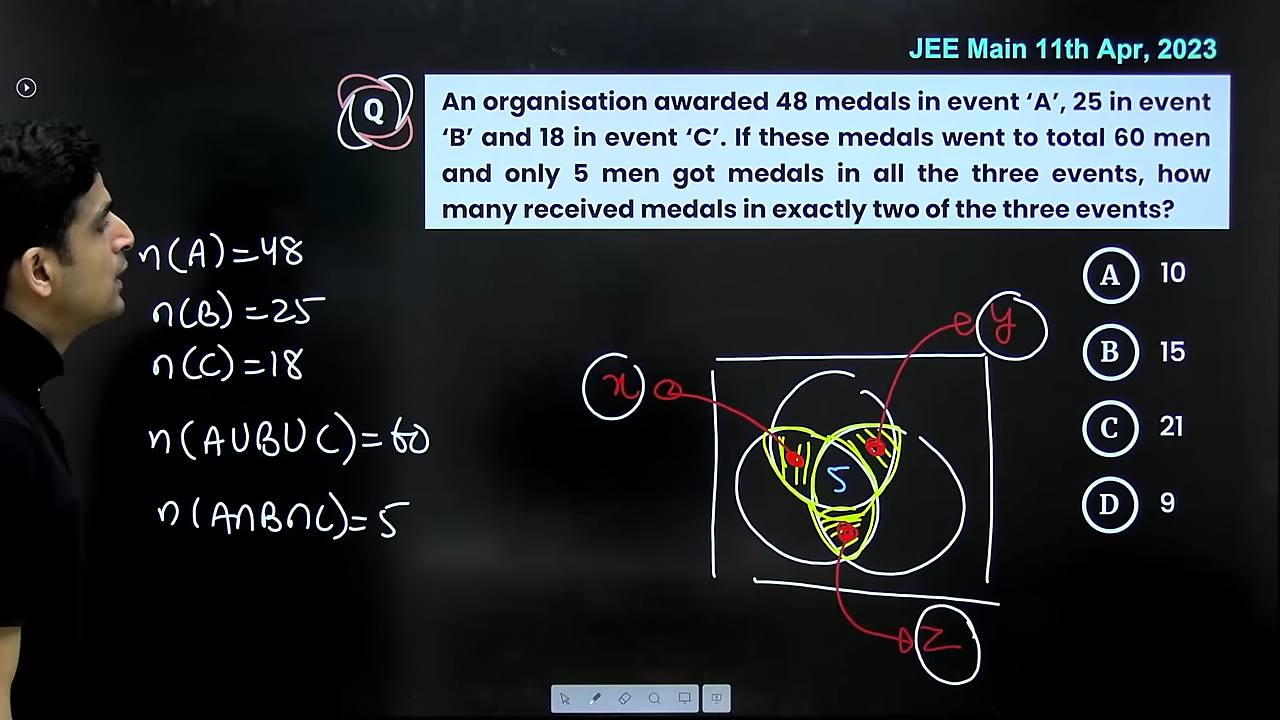 JEE Main 11th Apr, 2023
Q
An organisation awarded 48 medals in event ‘A’, 25 in event
‘B’ and 18 in event ‘C’. If these medals went to total 60 men
and only 5 men got medals in all the three events, how
many received medals in exactly two of the three events?
n(A)=48
n(B)=25
n(C)=18
n(A∪B∪C)=60
n(A∩B∩C)=5
A 10
B 15
C 21
D 9
y
x
5
z